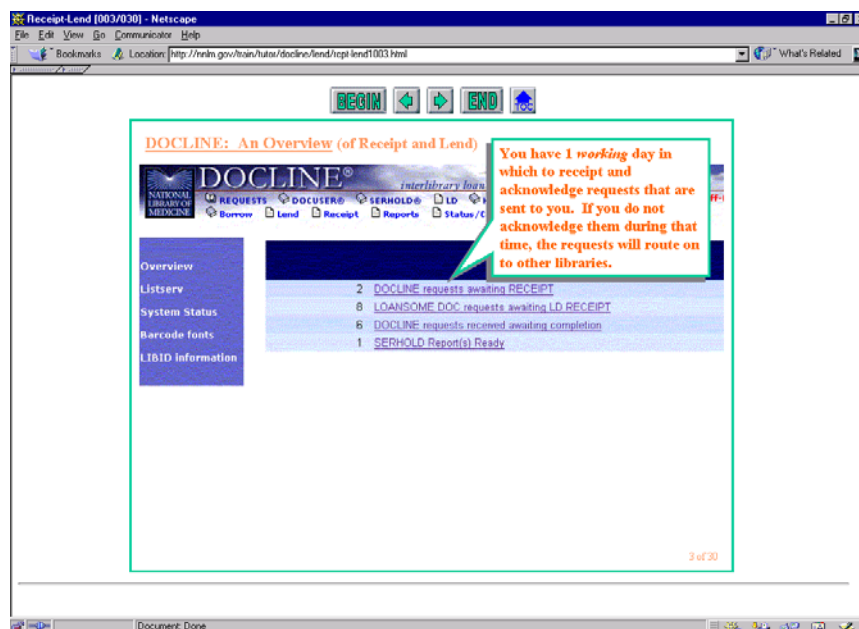 Receipt-Lend [003/030] - Netscape
File Edit View Go Communicator Help
Bookmarks Location: http://nnlm.gov/train/tutor/docline/lend/rcpt-lend1003.html What's Related
BEGIN END TOC
DOCLINE: An Overview (of Receipt and Lend)
You have 1 working day in
which to receipt and
acknowledge requests that are
sent to you. If you do not
acknowledge them during that
time, the requests will route on
to other libraries.
NATIONAL
LIBRARY OF
MEDICINE
DOCLINE®
interlibrary loan
REQUESTS DOCUSER® SERHOLD® LD
Borrow Lend Receipt Reports Status/C
Overview
Listserv
System Status
Barcode fonts
LIBID information
2 DOCLINE requests awaiting RECEIPT
8 LOANSOME DOC requests awaiting LD RECEIPT
6 DOCLINE requests received awaiting completion
1 SERHOLD Report(s) Ready
3 of 30
Document: Done